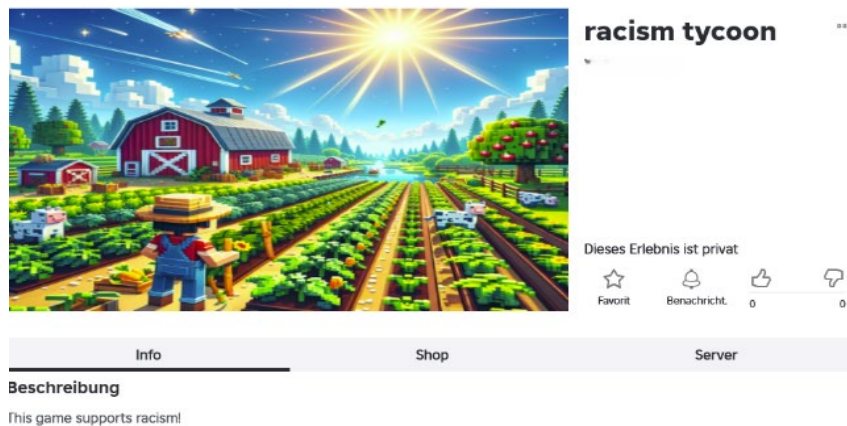 racism tycoon
Dieses Erlebnis ist privat
Favorit
Benachricht.
0
0
Info
Shop
Server
Beschreibung
This game supports racism!